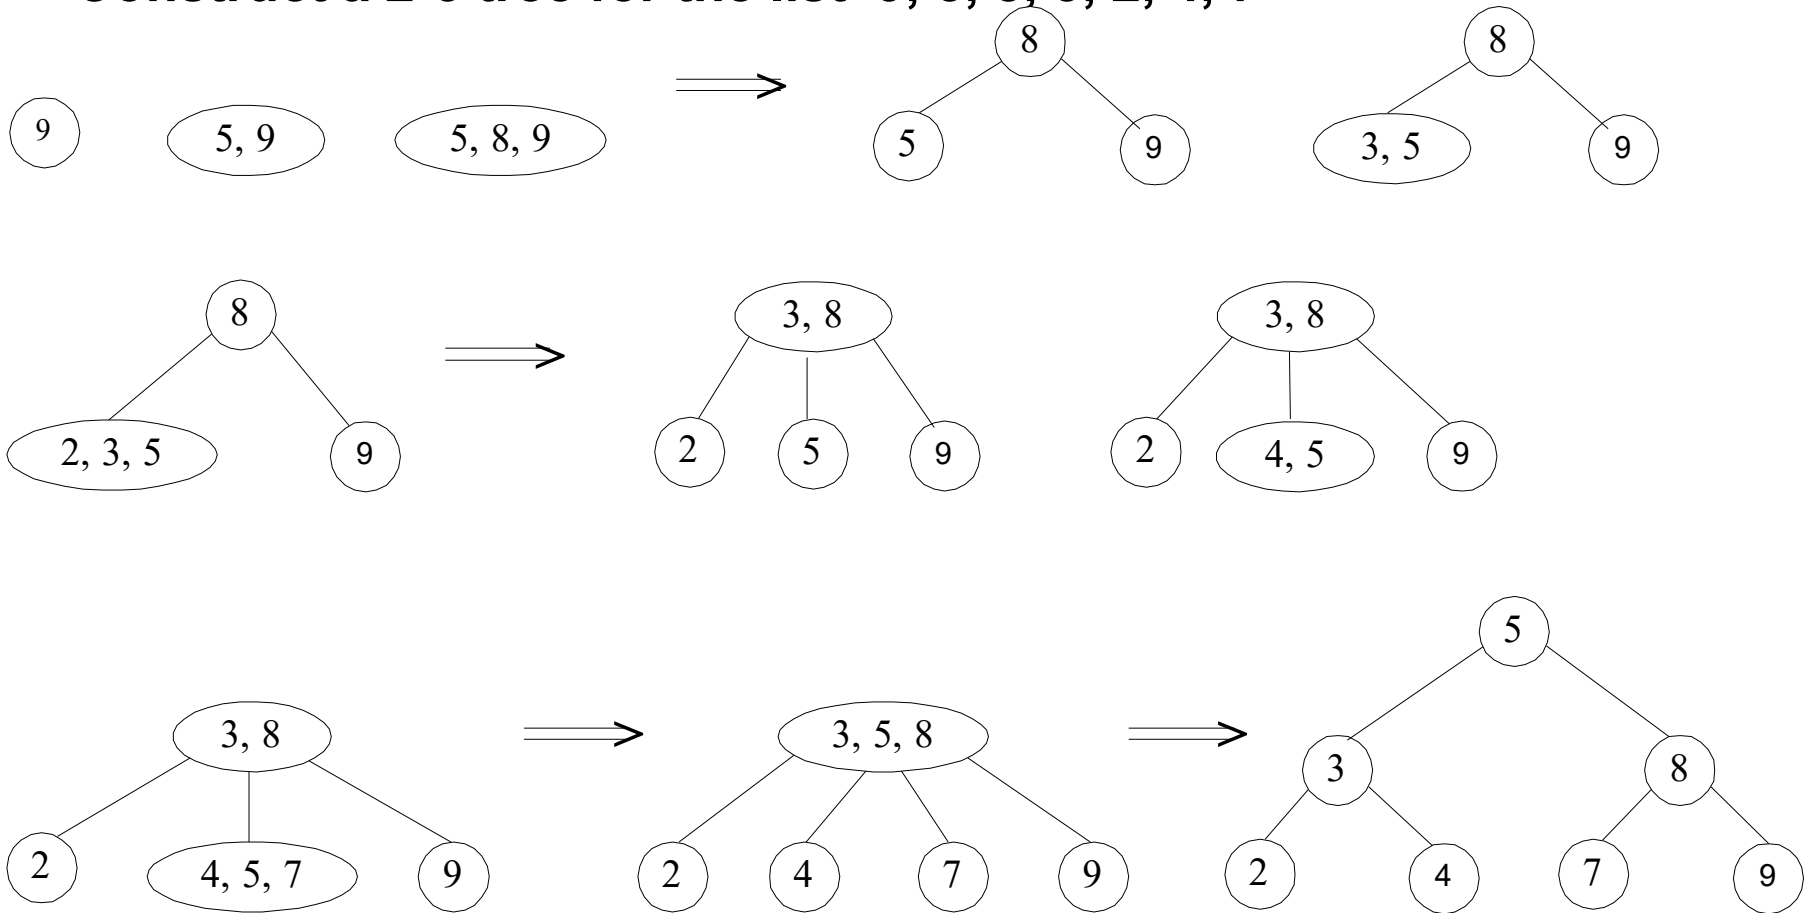 8 8
9 5, 9 5, 8, 9 5 9 3, 5 9
8 3, 8 3, 8
2, 3, 5 9 2 5 9 2 4, 5 9
5
3, 8 3, 5, 8 3 8
2 4, 5, 7 9 2 4 7 9 2 4 7 9